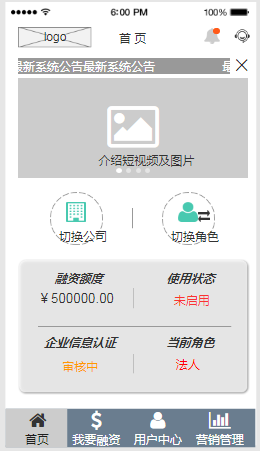 6:00 PM
100%
logo
首 页
最新系统公告最新系统公告
最
介绍短视频及图片
切换公司
切换角色
融资额度
使用状态
￥500000.00
未启用
企业信息认证
当前角色
审核中
法人
首页
我要融资
用户中心
营销管理